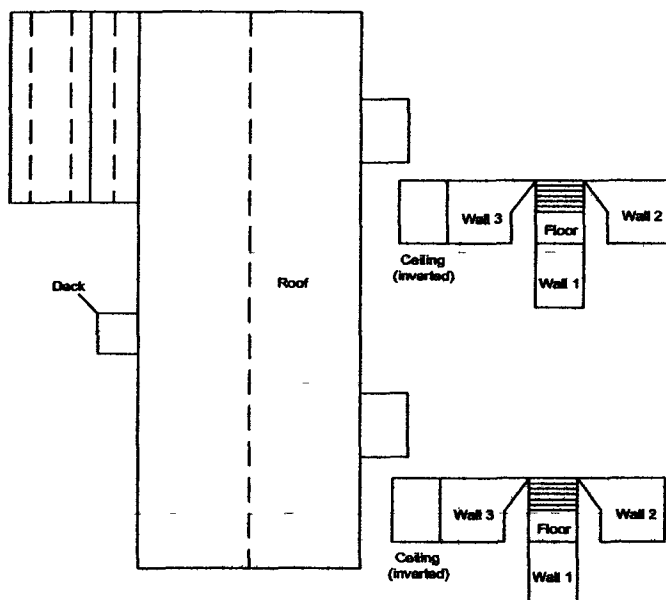 Wall 3
Floor
Wall 2
Ceiling
(inverted)
Wall 1
Deck
Roof
Wall 3
Floor
Wall 2
Ceiling
(inverted)
Wall 1